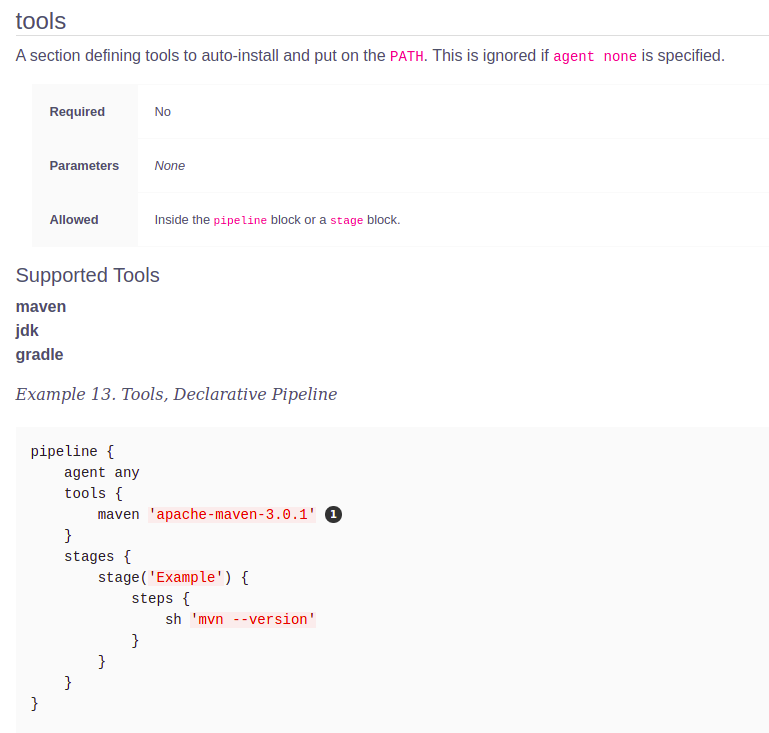 tools
A section defining tools to auto-install and put on the PATH. This is ignored if agent none is specified.
Required No
Parameters None
Allowed Inside the pipeline block or a stage block.
Supported Tools
maven
jdk
gradle
Example 13. Tools, Declarative Pipeline
pipeline {
    agent any
    tools {
        maven 'apache-maven-3.0.1' 1
    }
    stages {
        stage('Example') {
            steps {
                sh 'mvn --version'
            }
        }
    }
}